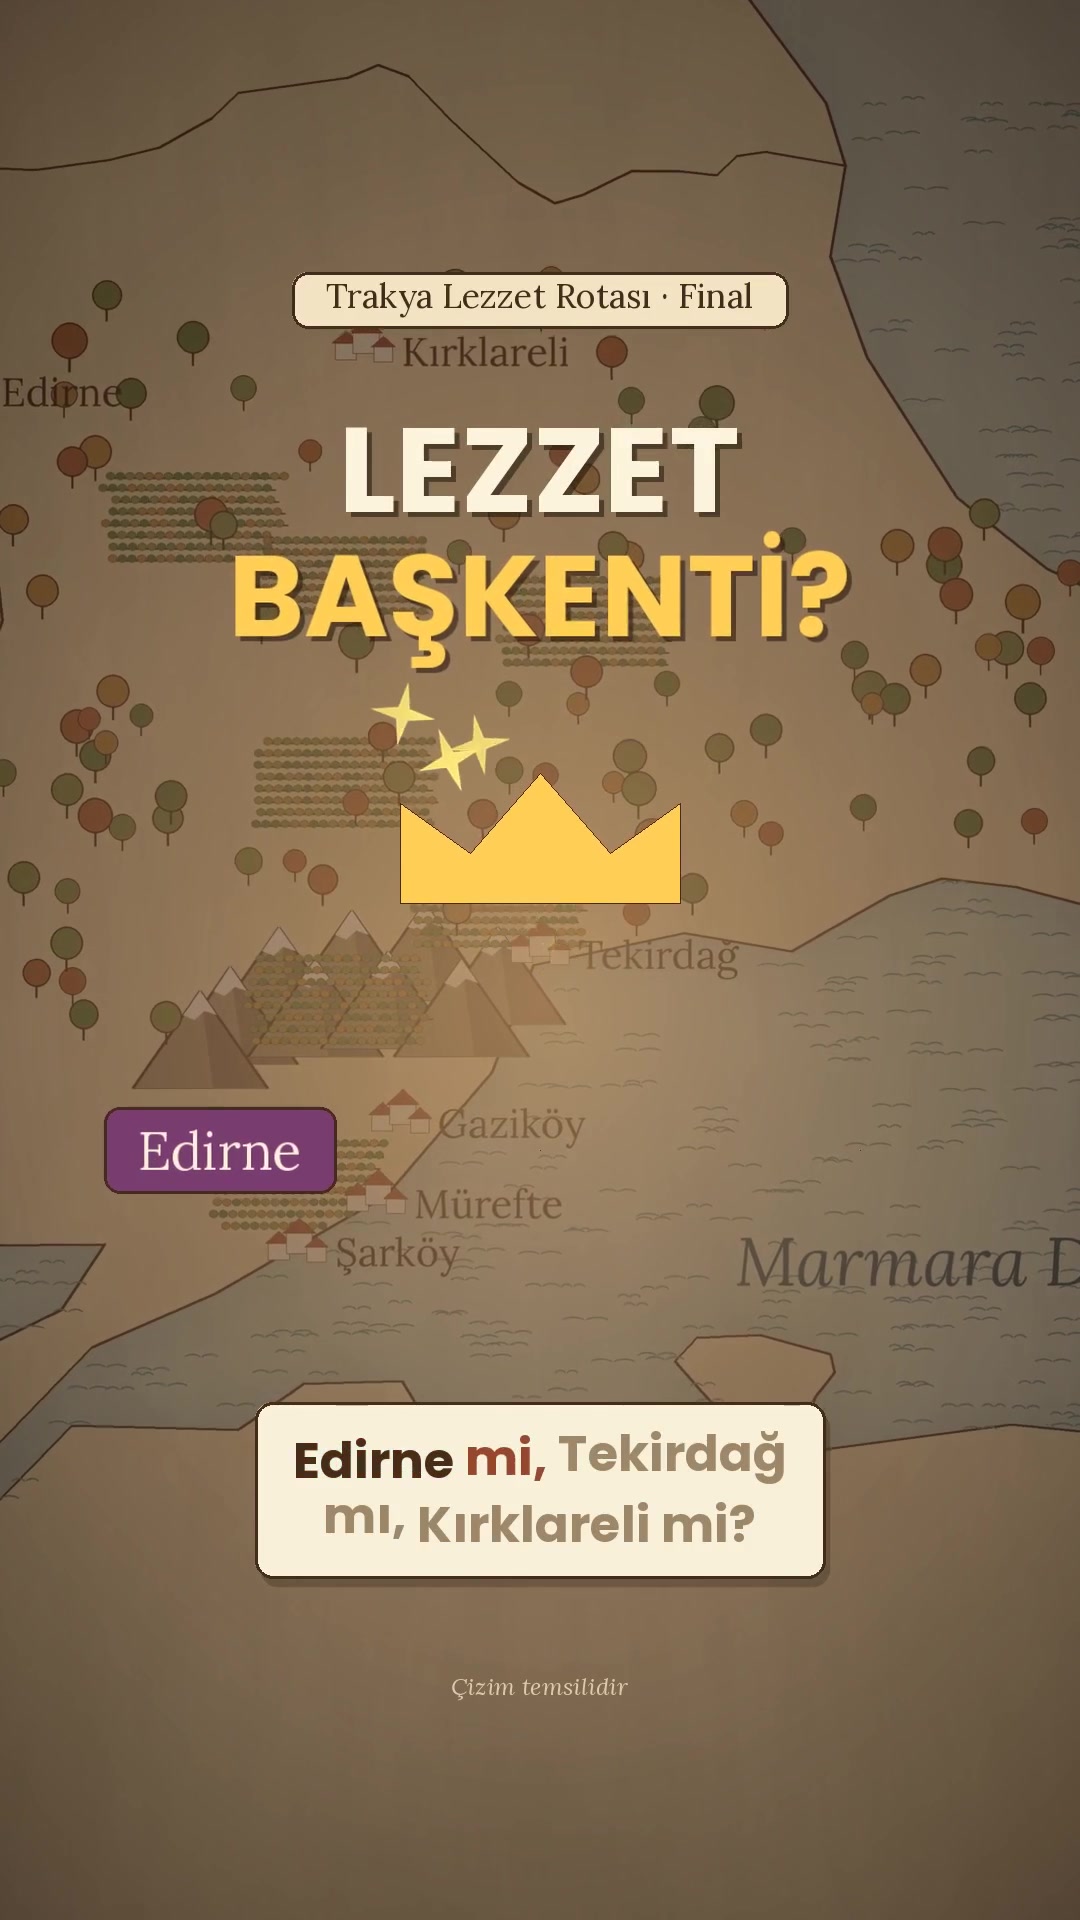 Trakya Lezzet Rotası · Final
Kırklareli
Edirne
LEZZET
BAŞKENTİ?
Tekirdağ
Gaziköy
Edirne
Mürefte
Şarköy
Marmara D
Edirne mi, Tekirdağ
mı, Kırklareli mi?
Çizim temsilidir